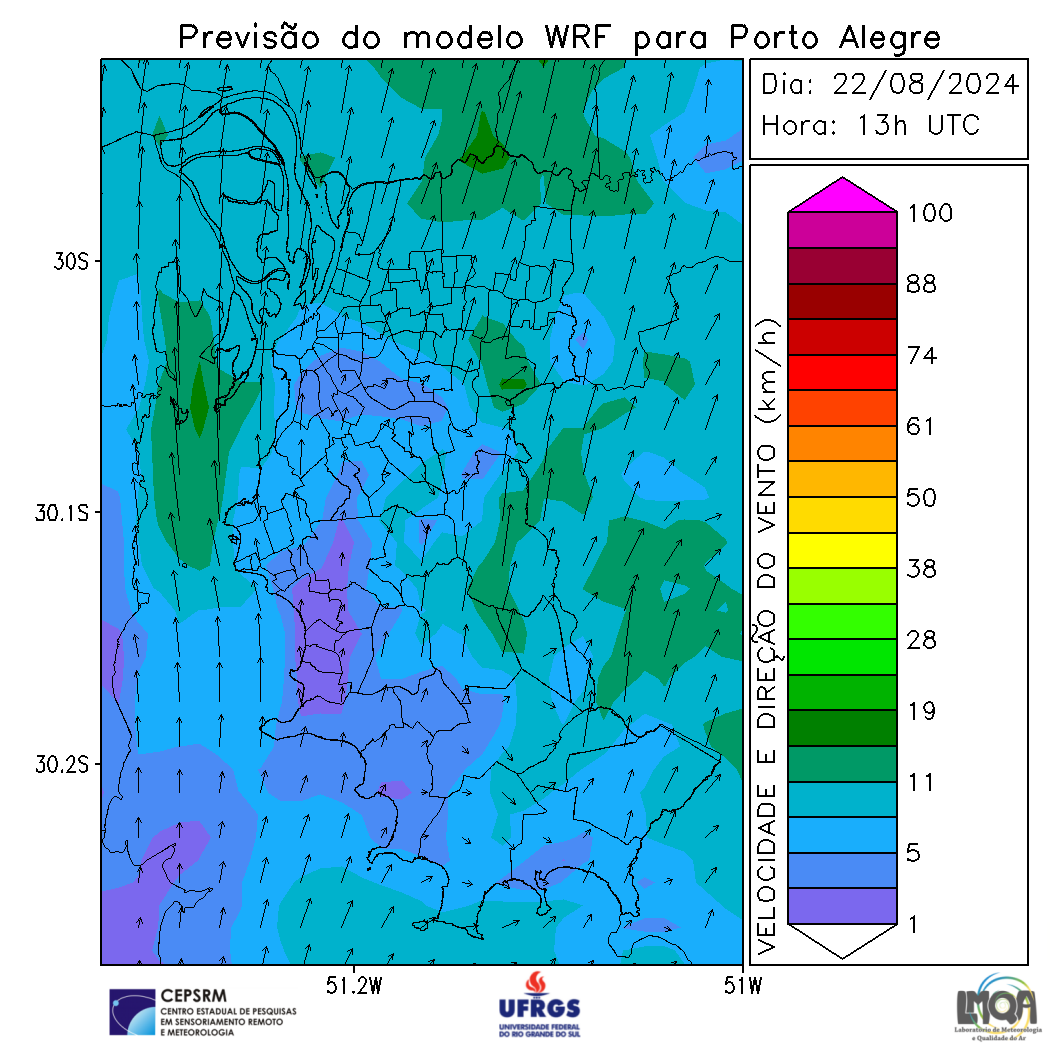 Previsão do modelo WRF para Porto Alegre
Dia: 22/08/2024
Hora: 13h UTC
30S
30.1S
30.2S
51.2W
51W
VELOCIDADE E DIREÇÃO DO VENTO (km/h)
100
88
74
61
50
38
28
19
11
5
1
CEPSRM
CENTRO ESTADUAL DE PESQUISAS
EM SENSORIAMENTO REMOTO
E METEOROLOGIA
UFRGS
UNIVERSIDADE FEDERAL
DO RIO GRANDE DO SUL
LMQA
Laboratório de Meteorologia
e Qualidade do Ar